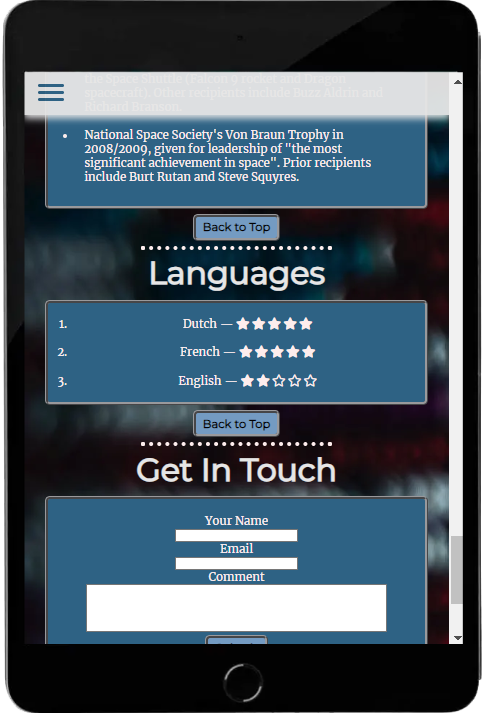 the Space Shuttle (Falcon 9 rocket and Dragon
spacecraft). Other recipients include Buzz Aldrin and
Richard Branson.
• National Space Society's Von Braun Trophy in
2008/2009, given for leadership of "the most
significant achievement in space". Prior recipients
include Burt Rutan and Steve Squyres.
Back to Top
Languages
1. Dutch — ★★★★★
2. French — ★★★★★
3. English — ★★☆☆☆
Back to Top
Get In Touch
Your Name
Email
Comment